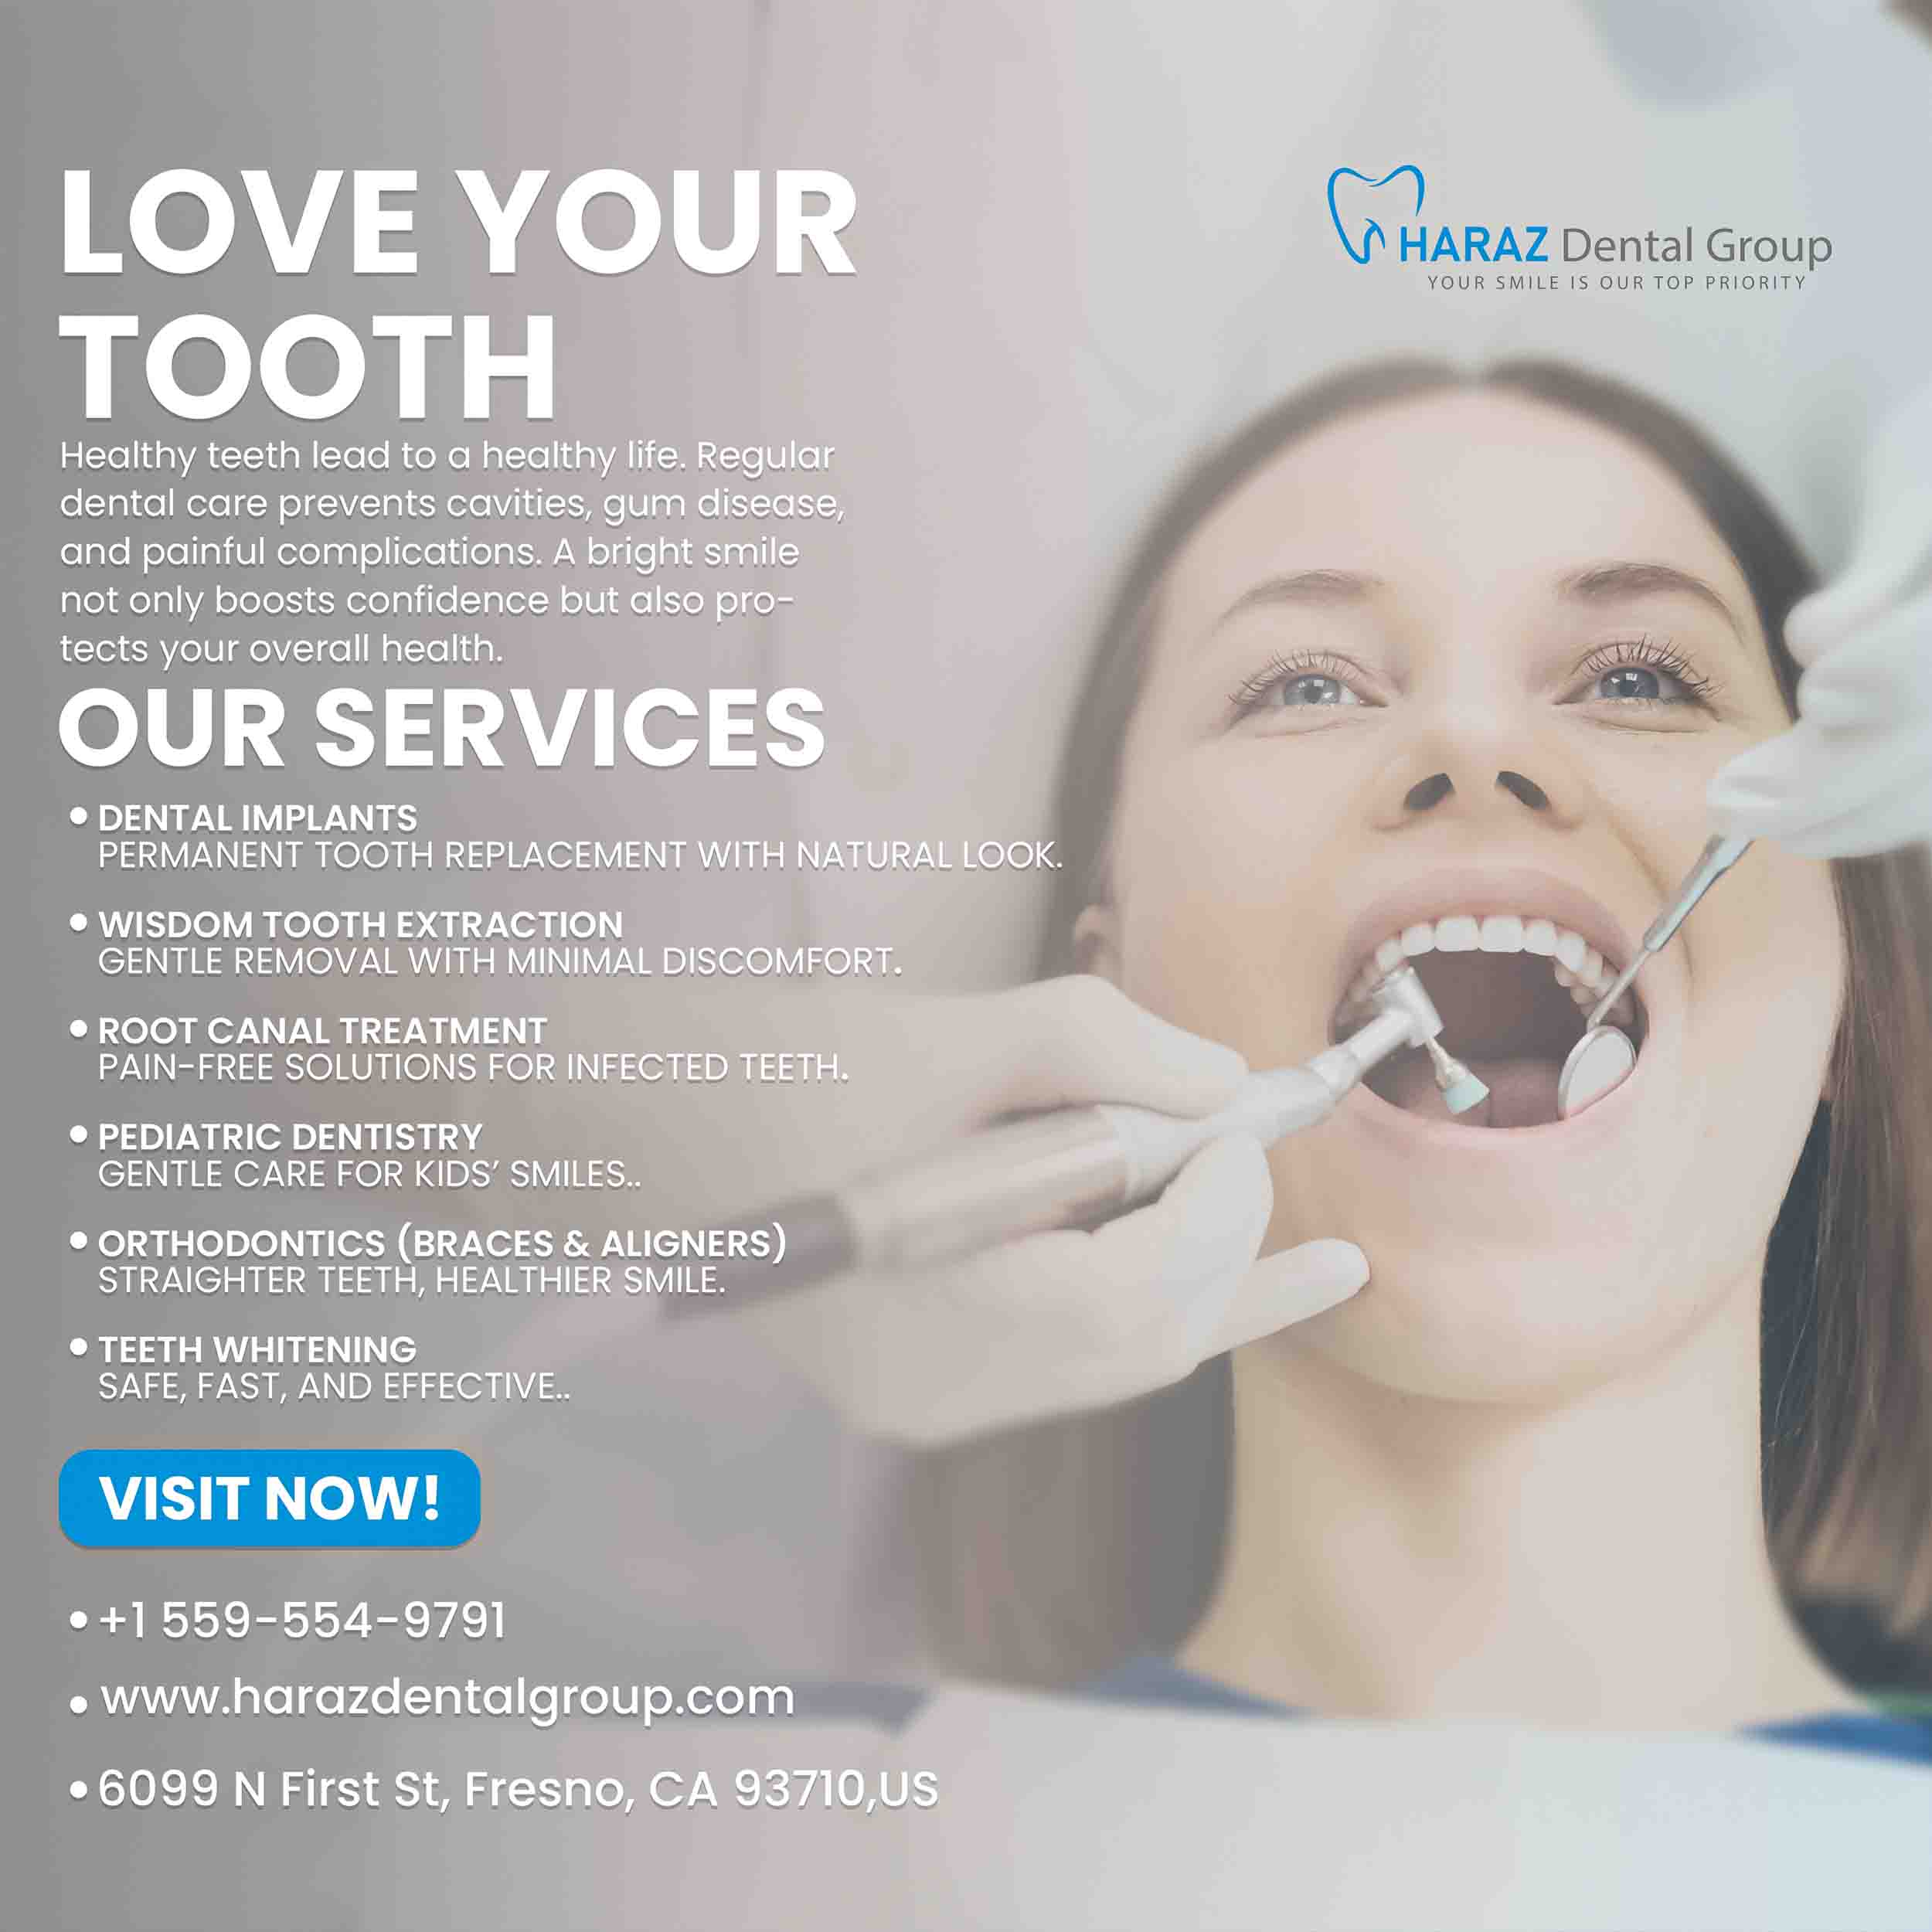 LOVE YOUR
TOOTH
Healthy teeth lead to a healthy life. Regular
dental care prevents cavities, gum disease,
and painful complications. A bright smile
not only boosts confidence but also pro-
tects your overall health.
HARAZ Dental Group
YOUR SMILE IS OUR TOP PRIORITY
OUR SERVICES
• DENTAL IMPLANTS
PERMANENT TOOTH REPLACEMENT WITH NATURAL LOOK.
• WISDOM TOOTH EXTRACTION
GENTLE REMOVAL WITH MINIMAL DISCOMFORT.
• ROOT CANAL TREATMENT
PAIN-FREE SOLUTIONS FOR INFECTED TEETH.
• PEDIATRIC DENTISTRY
GENTLE CARE FOR KIDS’ SMILES..
• ORTHODONTICS (BRACES & ALIGNERS)
STRAIGHTER TEETH, HEALTHIER SMILE.
• TEETH WHITENING
SAFE, FAST, AND EFFECTIVE..
VISIT NOW!
• +1 559-554-9791
• www.harazdentalgroup.com
• 6099 N First St, Fresno, CA 93710,US